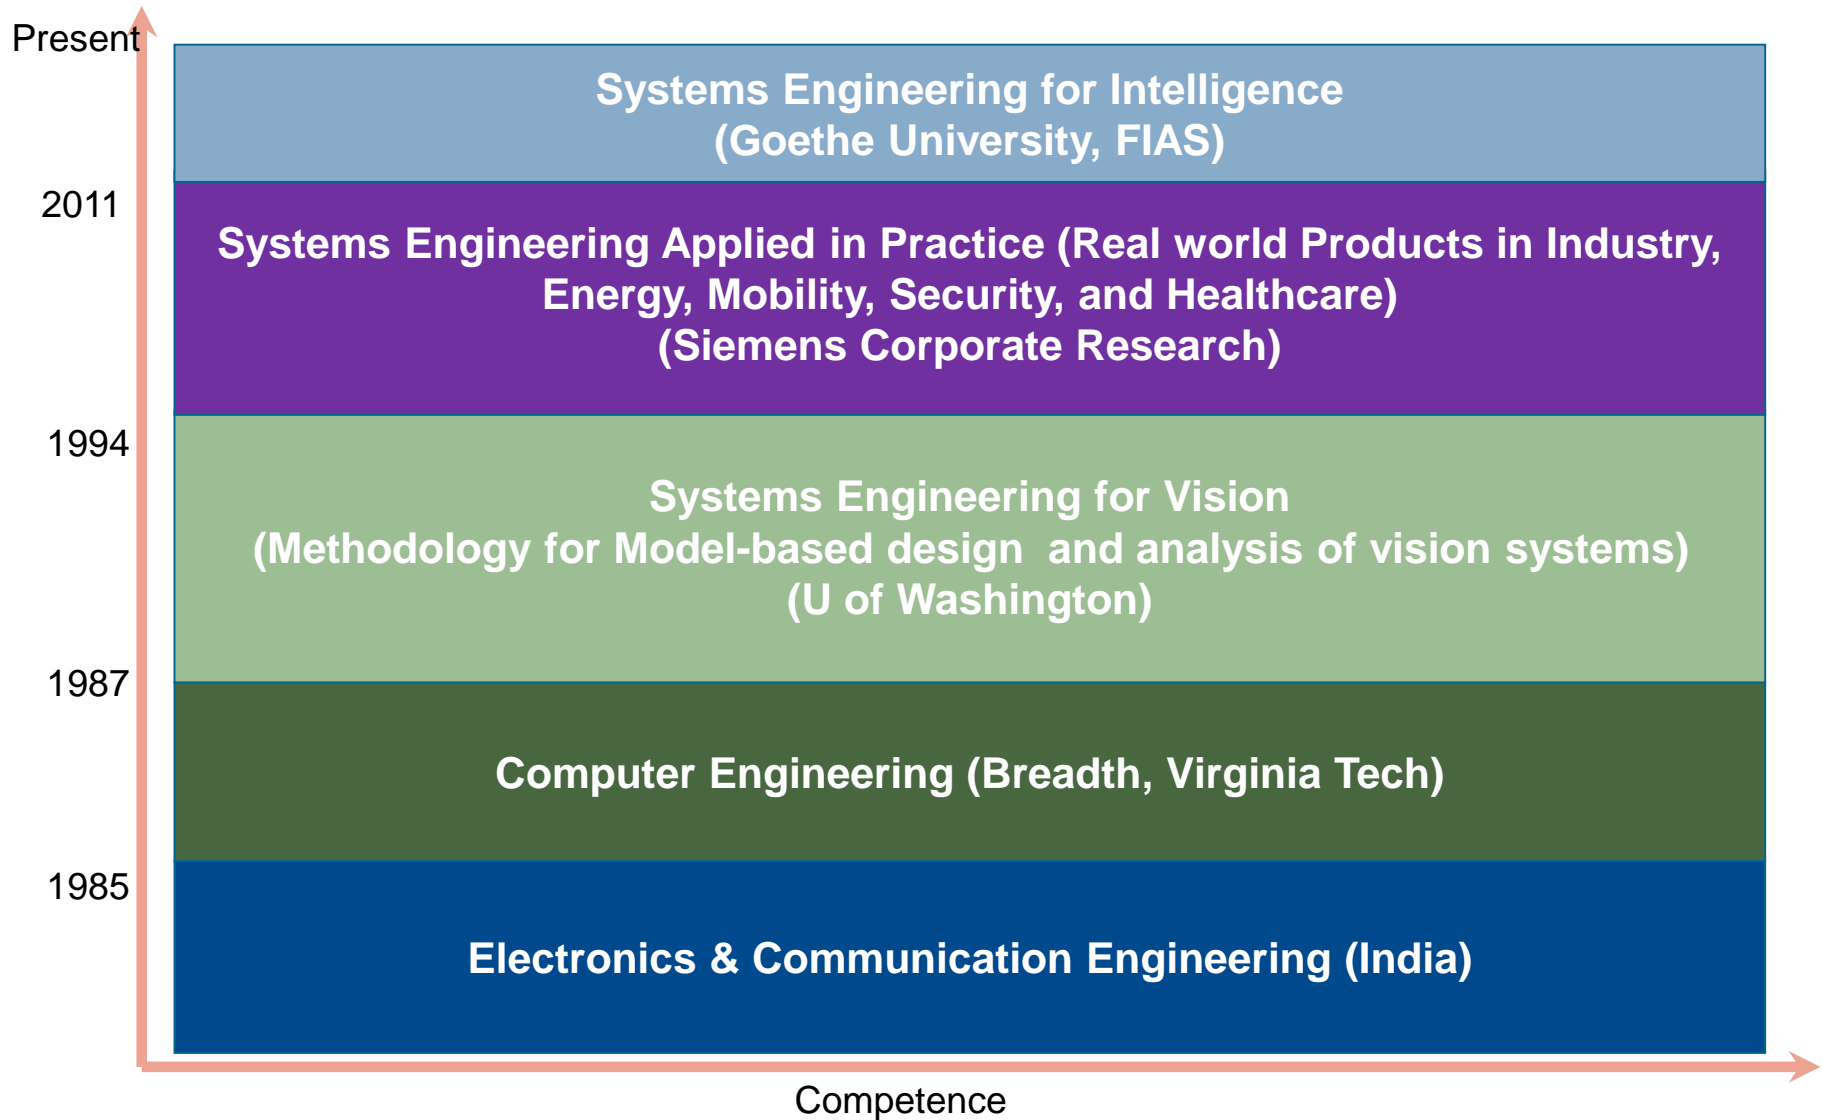 Present
Systems Engineering for Intelligence
(Goethe University, FIAS)
2011
Systems Engineering Applied in Practice (Real world Products in Industry,
Energy, Mobility, Security, and Healthcare)
(Siemens Corporate Research)
1994
Systems Engineering for Vision
(Methodology for Model-based design  and analysis of vision systems)
(U of Washington)
1987
Computer Engineering (Breadth, Virginia Tech)
1985
Electronics & Communication Engineering (India)
Competence